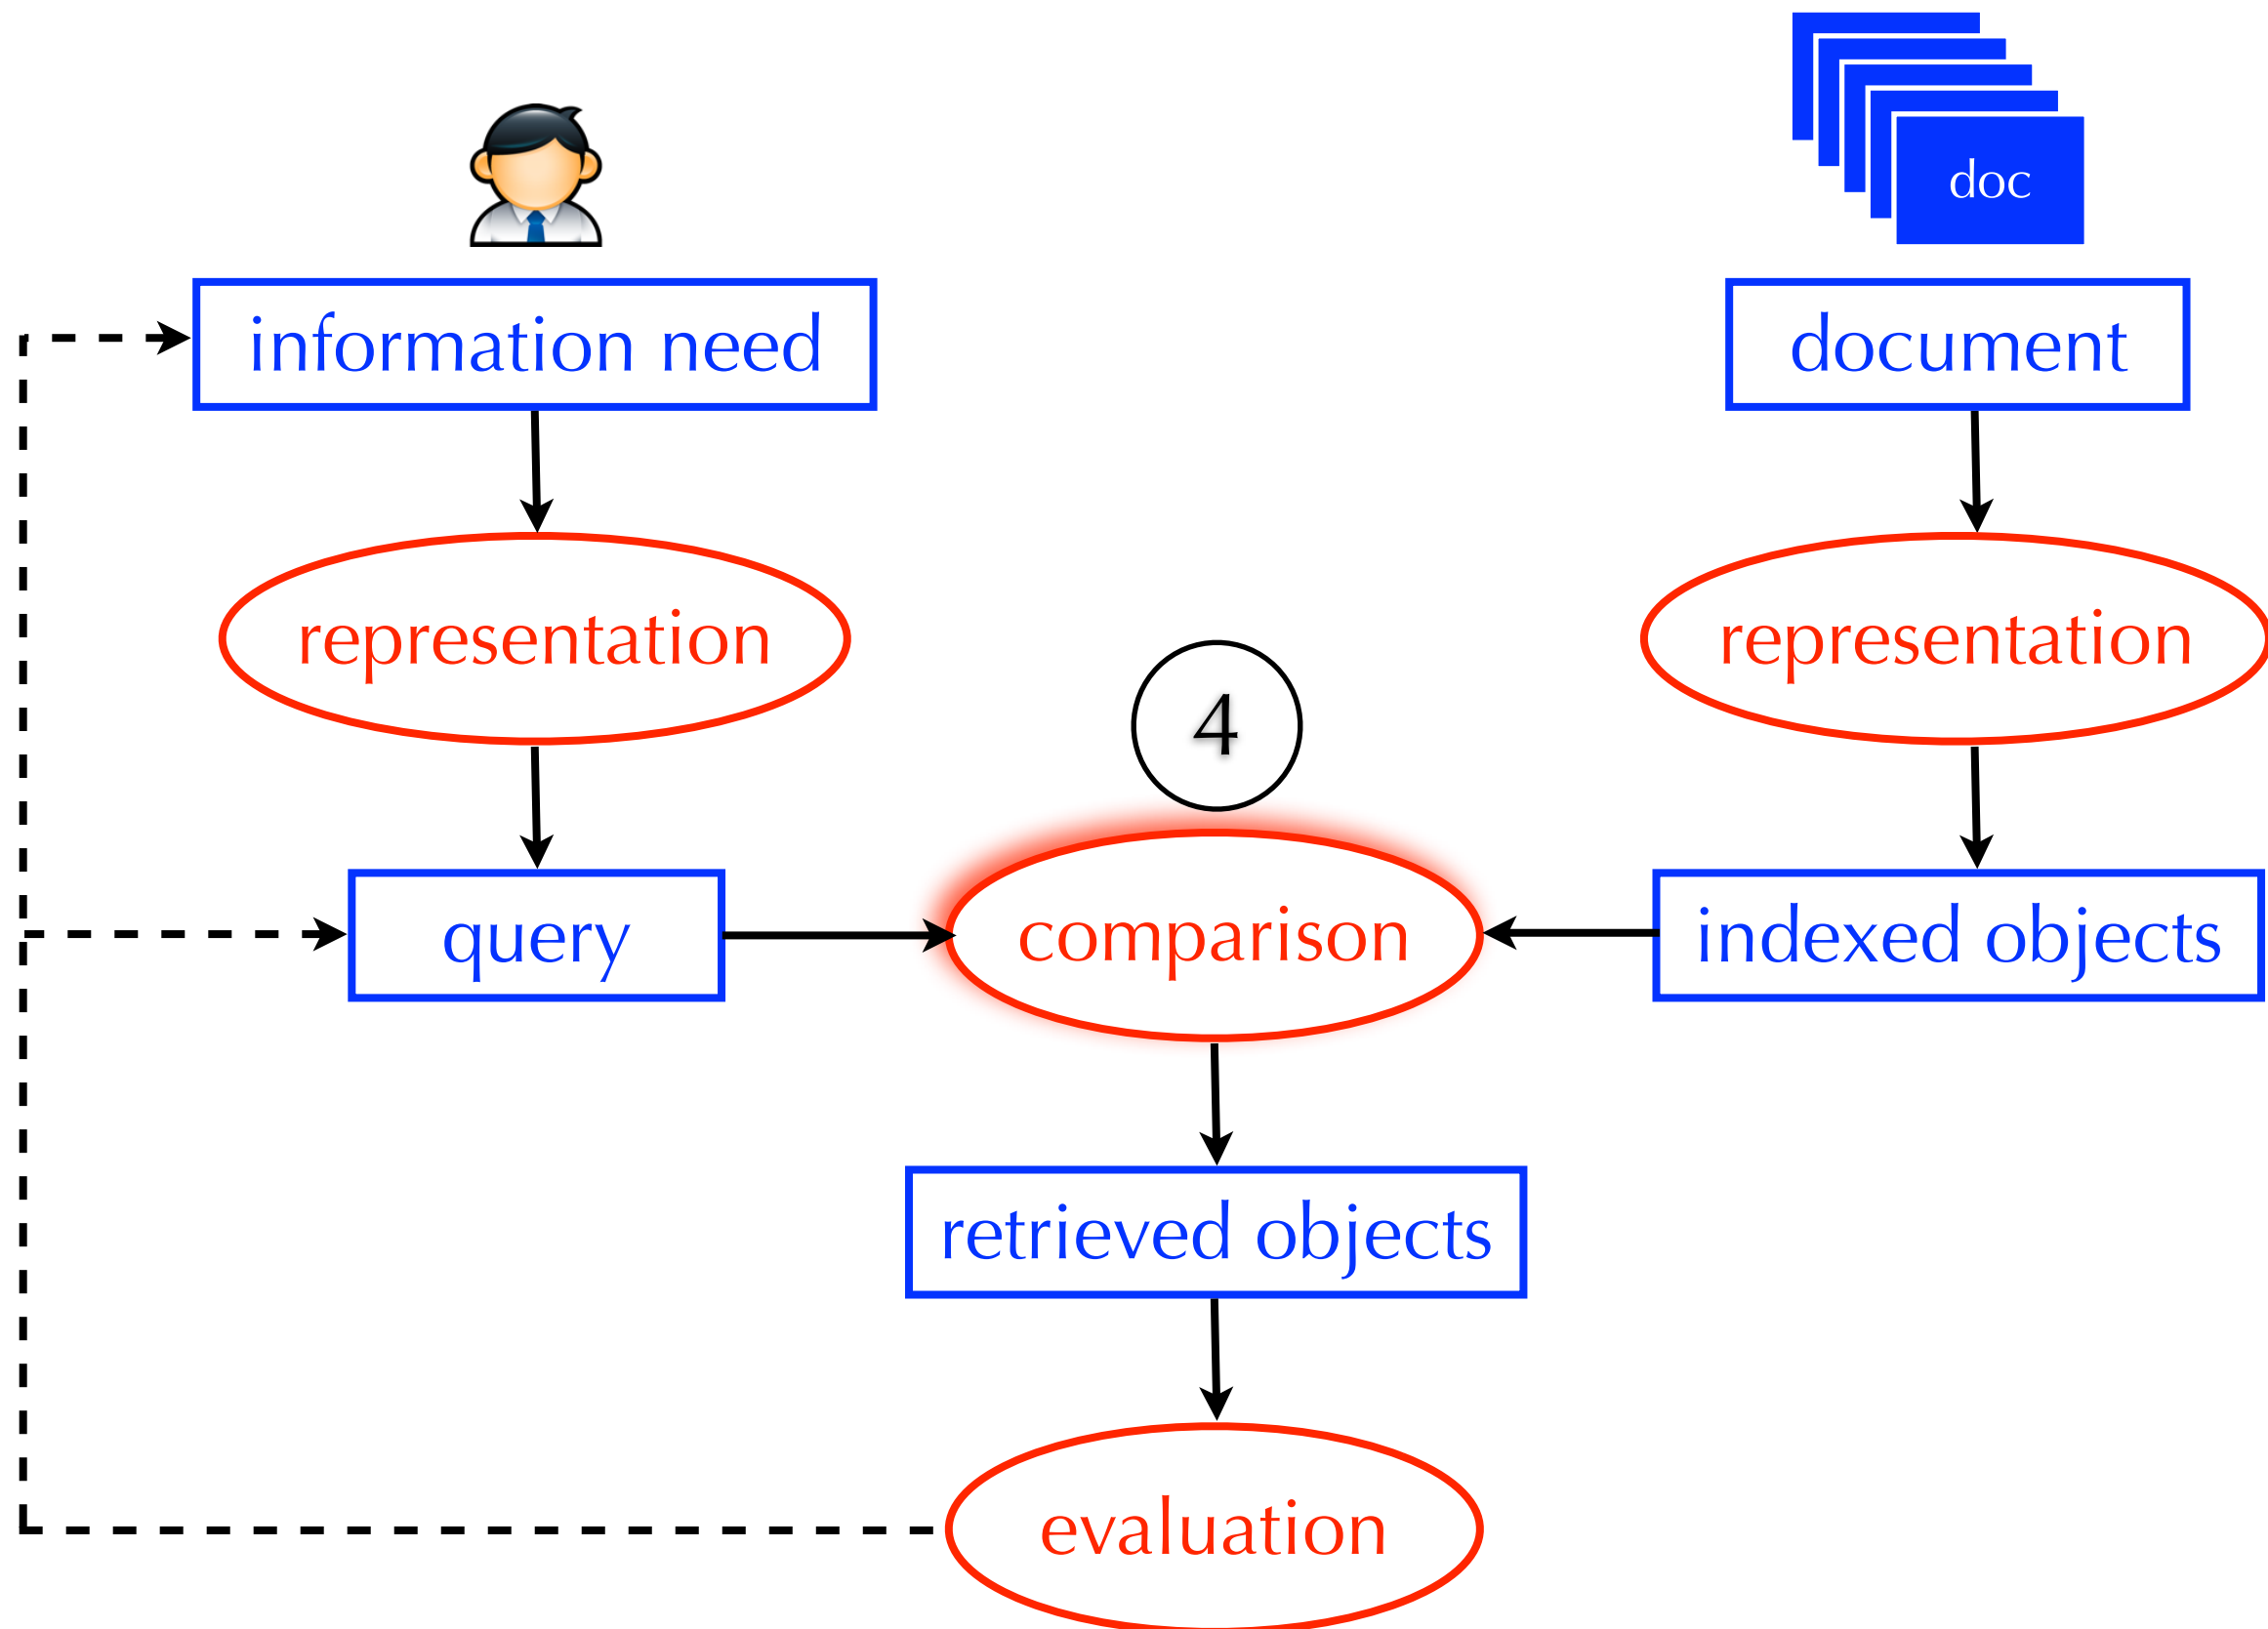 doc
information need
document
representation
representation
4
query
comparison
indexed objects
retrieved objects
evaluation